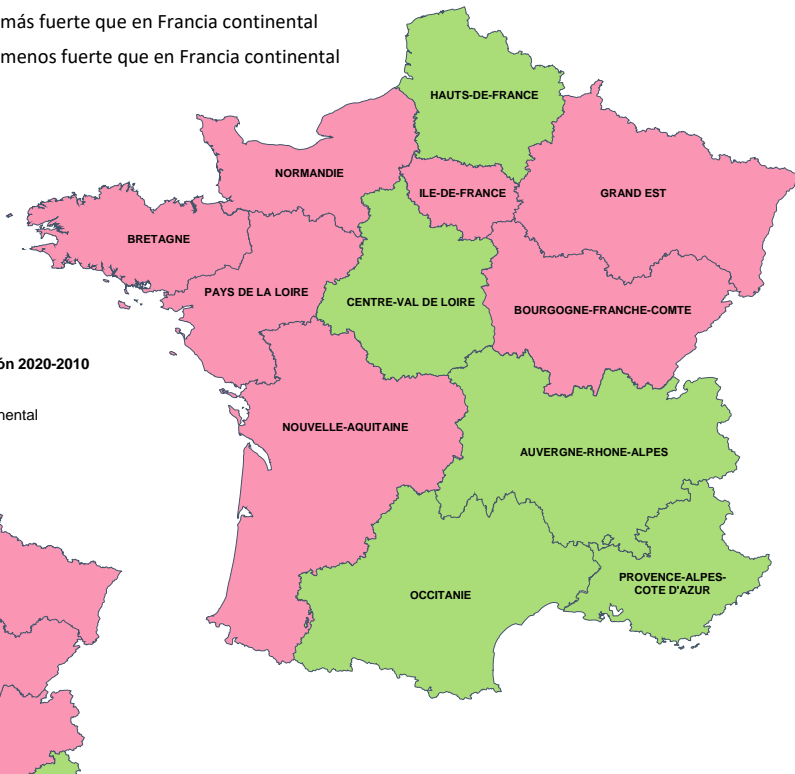 más fuerte que en Francia continental
menos fuerte que en Francia continental
HAUTS-DE-FRANCE
NORMANDIE
ILE-DE-FRANCE
GRAND EST
BRETAGNE
PAYS DE LA LOIRE
CENTRE-VAL DE LOIRE
BOURGOGNE-FRANCHE-COMTE
2020-2010
NOUVELLE-AQUITAINE
AUVERGNE-RHONE-ALPES
PROVENCE-ALPES-
COTE D'AZUR
OCCITANIE